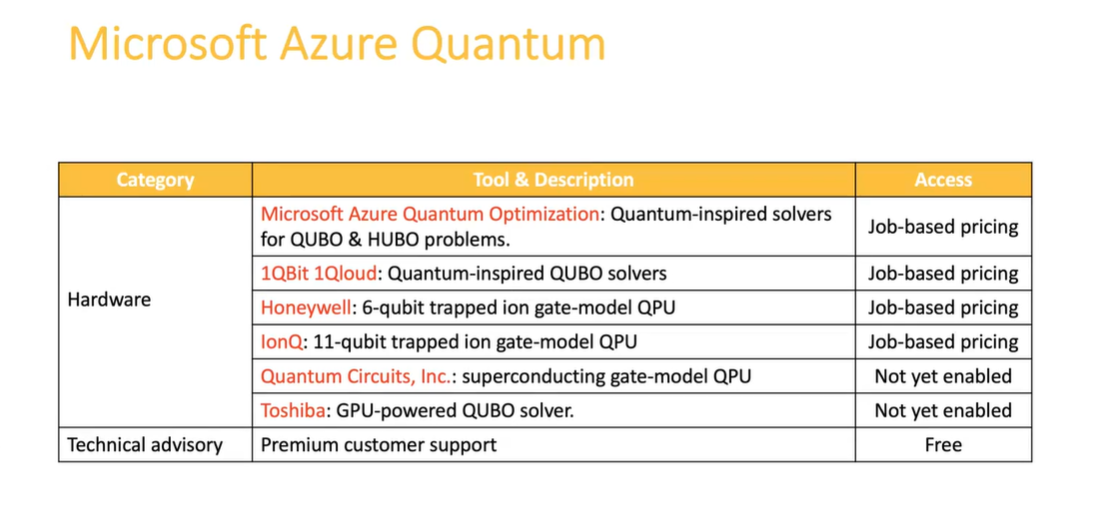 Microsoft Azure Quantum
Category Tool & Description Access
Microsoft Azure Quantum Optimization: Quantum-inspired solvers
for QUBO & HUBO problems.
Job-based pricing
1QBit 1Qloud: Quantum-inspired QUBO solvers Job-based pricing
Hardware
Honeywell: 6-qubit trapped ion gate-model QPU Job-based pricing
IonQ: 11-qubit trapped ion gate-model QPU Job-based pricing
Quantum Circuits, Inc.: superconducting gate-model QPU Not yet enabled
Toshiba: GPU-powered QUBO solver. Not yet enabled
Technical advisory Premium customer support Free